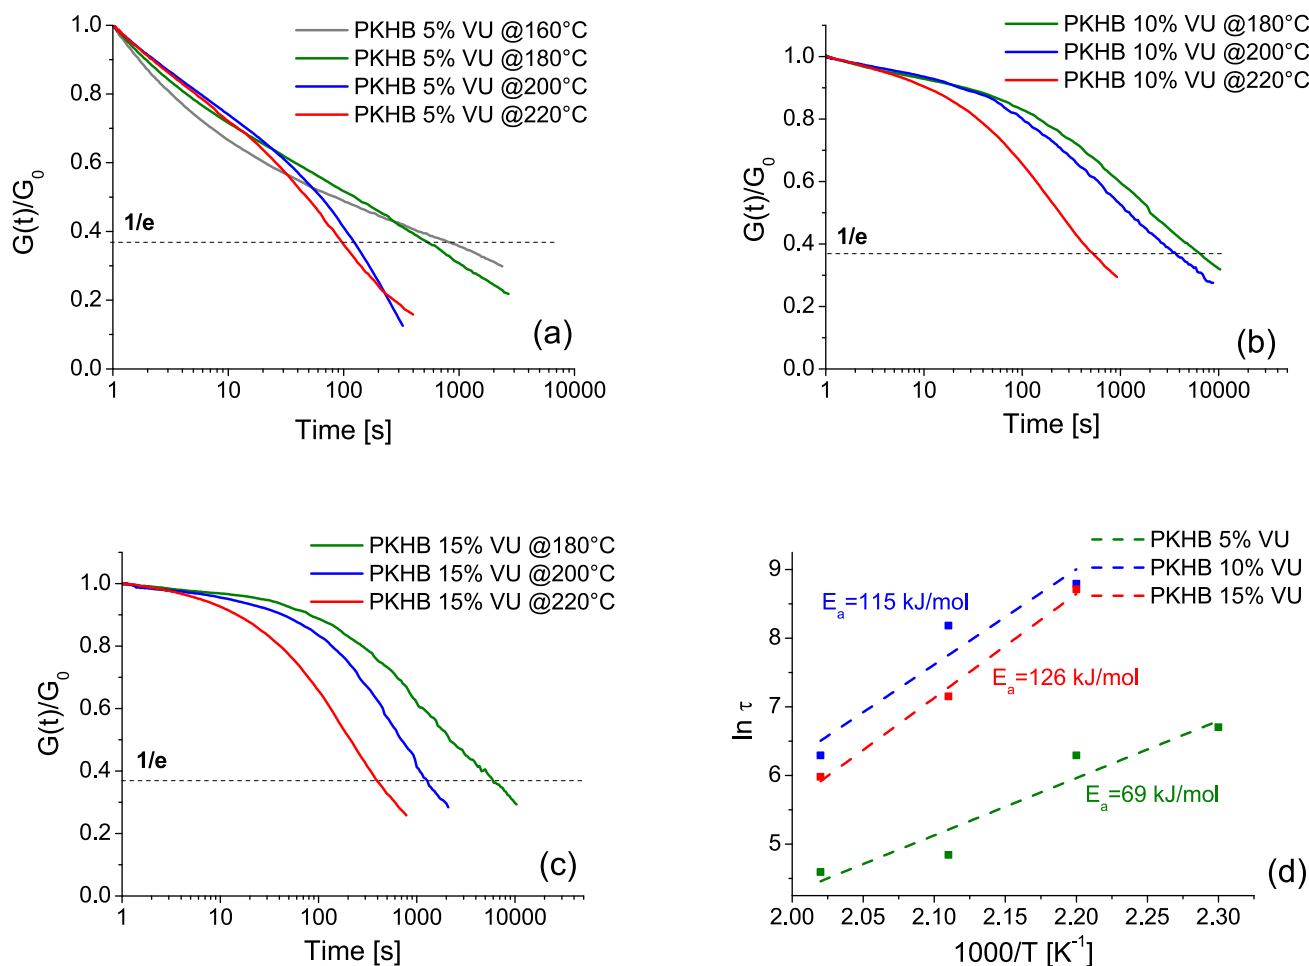 PKHB 5% VU @160°C
PKHB 5% VU @180°C
PKHB 5% VU @200°C
PKHB 5% VU @220°C
1.0
0.8
0.6
0.4
0.2
0.0
G(t)/G0
1/e
(a)
1 10 100 1000 10000
Time [s]
PKHB 10% VU @180°C
PKHB 10% VU @200°C
PKHB 10% VU @220°C
1.0
0.8
0.6
0.4
0.2
0.0
G(t)/G0
1/e
(b)
1 10 100 1000 10000
Time [s]
PKHB 15% VU @180°C
PKHB 15% VU @200°C
PKHB 15% VU @220°C
1.0
0.8
0.6
0.4
0.2
0.0
G(t)/G0
1/e
(c)
1 10 100 1000 10000
Time [s]
PKHB 5% VU
PKHB 10% VU
PKHB 15% VU
9
8
7
6
5
ln τ
Ea=115 kJ/mol
Ea=126 kJ/mol
Ea=69 kJ/mol
(d)
2.00 2.05 2.10 2.15 2.20 2.25 2.30
1000/T [K-1]